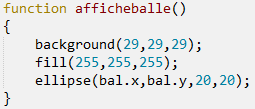 function afficheballe()
{
    background(29,29,29);
    fill(255,255,255);
    ellipse(bal.x,bal.y,20,20);
}